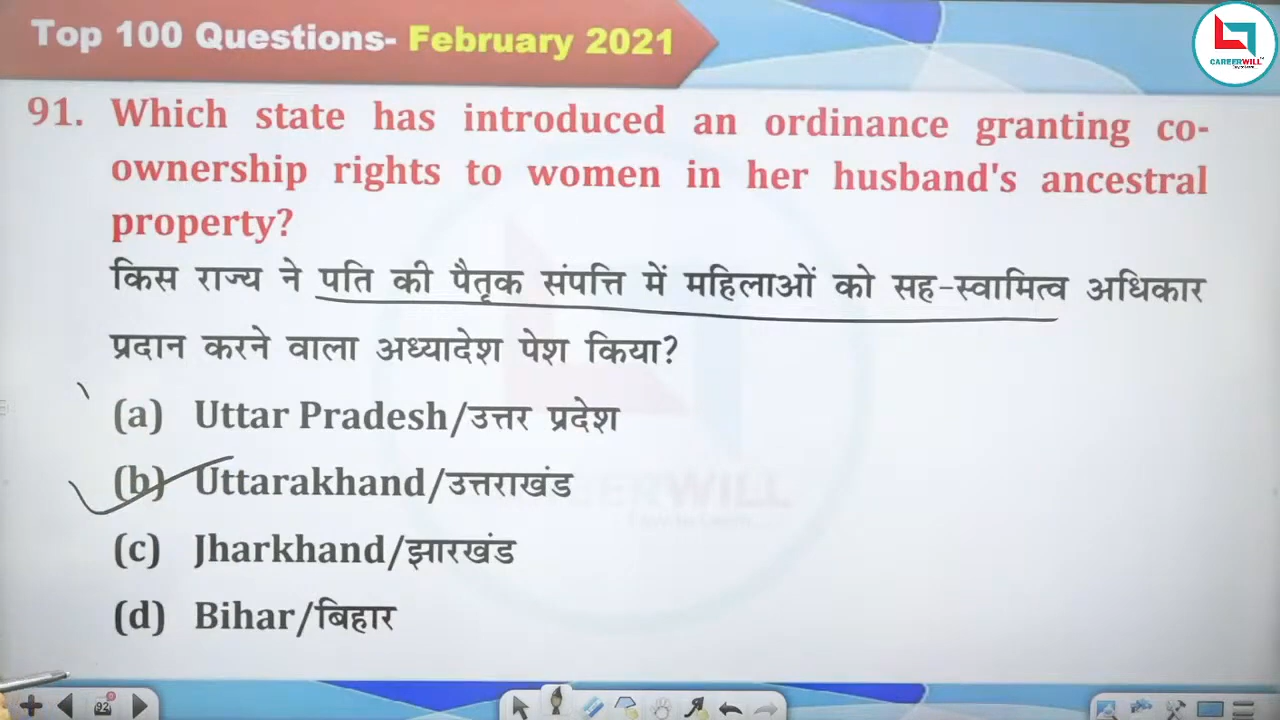 Top 100 Questions- February 2021
CAREERWILL
91. Which state has introduced an ordinance granting co-
ownership rights to women in her husband's ancestral
property?
किस राज्य ने पति की पैतृक संपत्ति में महिलाओं को सह-स्वामित्व अधिकार
प्रदान करने वाला अध्यादेश पेश किया?
(a) Uttar Pradesh/उत्तर प्रदेश
(b) Uttarakhand/उत्तराखंड
(c) Jharkhand/झारखंड
(d) Bihar/बिहार
92